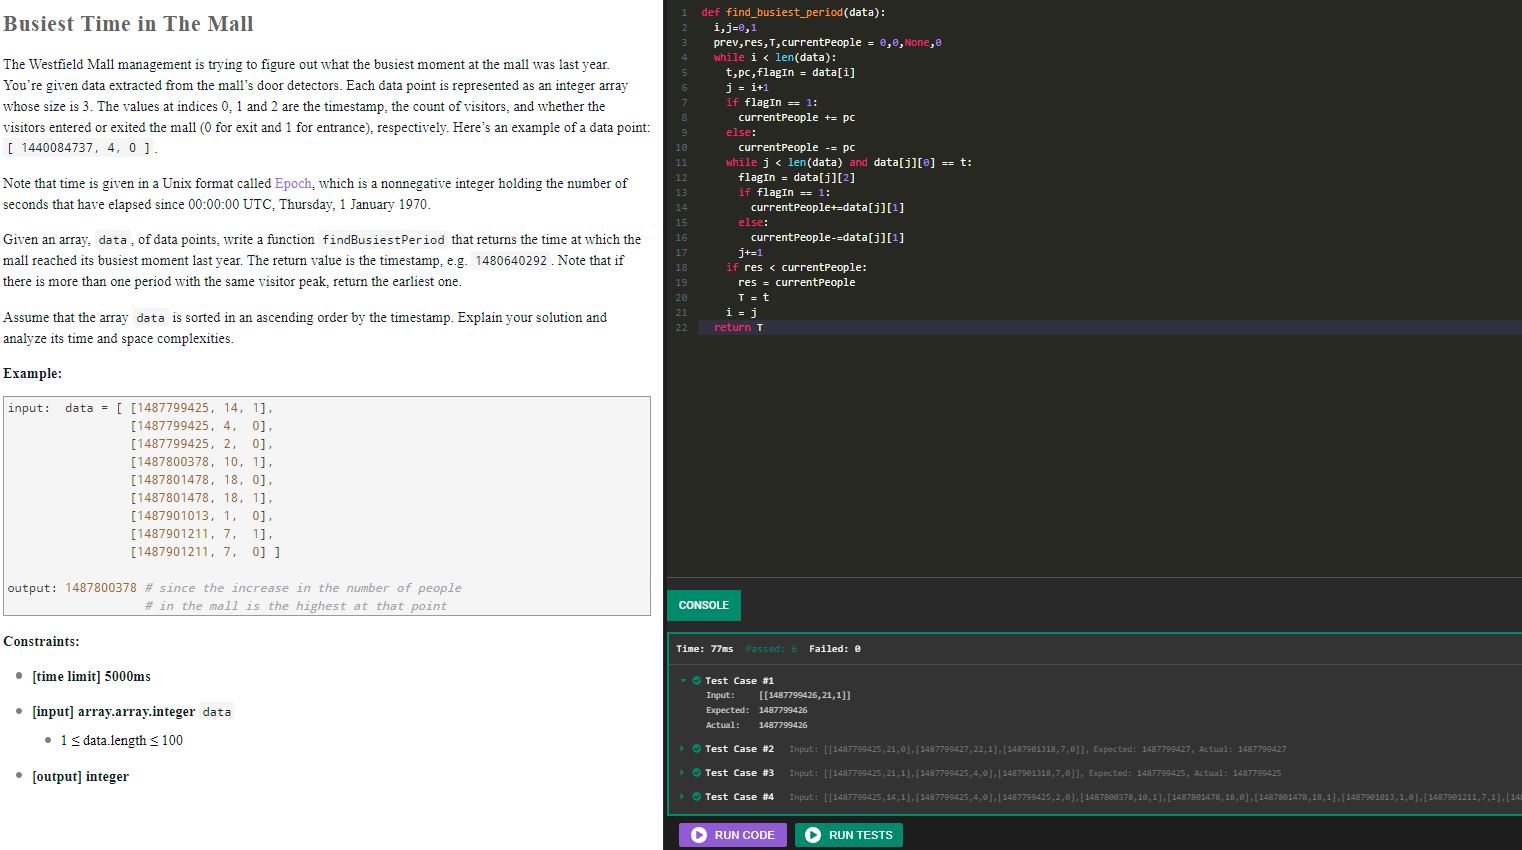 Busiest Time in The Mall
The Westfield Mall management is trying to figure out what the busiest moment at the mall was last year.
You’re given data extracted from the mall’s door detectors. Each data point is represented as an integer array
whose size is 3. The values at indices 0, 1 and 2 are the timestamp, the count of visitors, and whether the
visitors entered or exited the mall (0 for exit and 1 for entrance), respectively. Here’s an example of a data point:
[ 1440084737, 4, 0 ] .
Note that time is given in a Unix format called Epoch, which is a nonnegative integer holding the number of
seconds that have elapsed since 00:00:00 UTC, Thursday, 1 January 1970.
Given an array, data , of data points, write a function findBusiestPeriod that returns the time at which the
mall reached its busiest moment last year. The return value is the timestamp, e.g. 1480640292 . Note that if
there is more than one period with the same visitor peak, return the earliest one.
Assume that the array data is sorted in an ascending order by the timestamp. Explain your solution and
analyze its time and space complexities.
Example:
input:  data = [ [1487799425, 14, 1],
[1487799425, 4,  0],
[1487799425, 2,  0],
[1487800378, 10, 1],
[1487801478, 18, 0],
[1487801478, 18, 1],
[1487901013, 1,  0],
[1487901211, 7,  1],
[1487901211, 7,  0] ]
output: 1487800378 # since the increase in the number of people
# in the mall is the highest at that point
Constraints:
[time limit] 5000ms
[input] array.array.integer data
1 ≤ data.length ≤ 100
[output] integer
1 def find_busiest_period(data):
2 i,j=0,1
3 prev,res,T,currentPeople = 0,0,None,0
4 while i < len(data):
5 t,pc,flagIn = data[i]
6 j = i+1
7 if flagIn == 1:
8 currentPeople += pc
9 else:
10 currentPeople -= pc
11 while j < len(data) and data[j][0] == t:
12 flagIn = data[j][2]
13 if flagIn == 1:
14 currentPeople+=data[j][1]
15 else:
16 currentPeople-=data[j][1]
17 j+=1
18 if res < currentPeople:
19 res = currentPeople
20 T = t
21 i = j
22 return T
CONSOLE
Time: 77ms Passed: 6 Failed: 0
Test Case #1
Input: [[1487799426,21,1]]
Expected: 1487799426
Actual: 1487799426
Test Case #2 Input: [[1487799425,21,0],[1487799427,22,1],[1487901318,7,0]], Expected: 1487799427, Actual: 1487799427
Test Case #3 Input: [[1487799425,21,1],[1487799425,4,0],[1487901318,7,0]], Expected: 1487799425, Actual: 1487799425
Test Case #4 Input: [[1487799425,14,1],[1487799425,4,0],[1487799425,2,0],[1487800378,10,1],[1487801478,18,0],[1487801478,18,1],[1487901013,1,0],[1487901211,7,1],[14
RUN CODE RUN TESTS